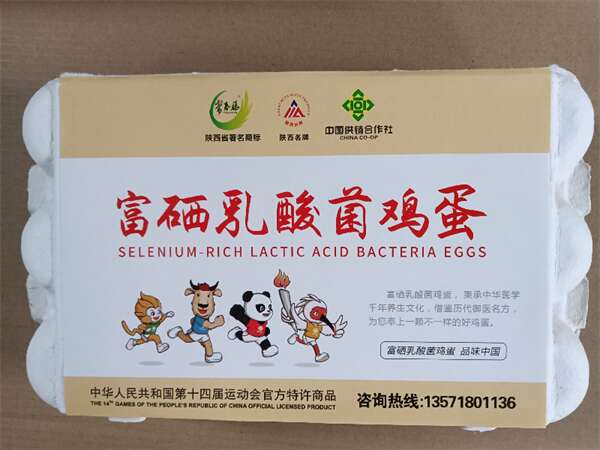 陕西省著名商标
陕西名牌
中国供销合作社
CHINA CO-OP
富硒乳酸菌鸡蛋
SELENIUM-RICH LACTIC ACID BACTERIA EGGS
富硒乳酸菌鸡蛋，秉承中华医学
千年养生文化，借鉴历代御医名方，
为您奉上一颗不一样的好鸡蛋。
富硒乳酸菌鸡蛋 品味中国
中华人民共和国第十四届运动会官方特许商品
THE 14TH GAMES OF THE PEOPLE'S REPUBLIC OF CHINA OFFICIAL LICENSED PRODUCT
咨询热线:13571801136